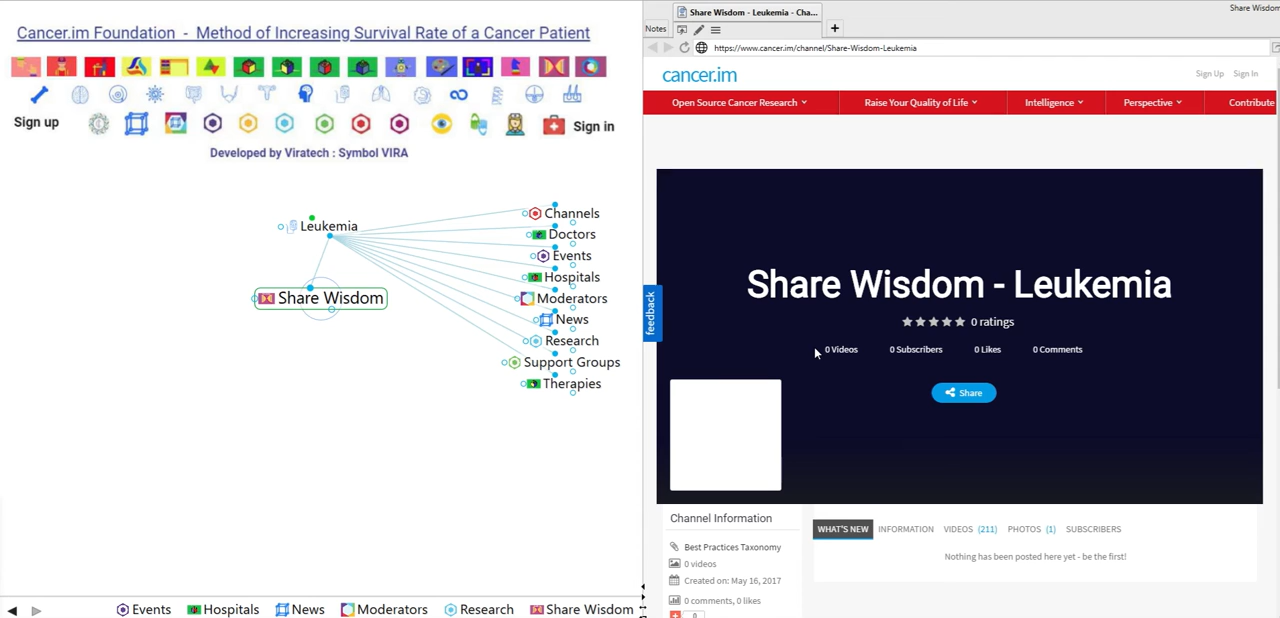 Cancer.im Foundation - Method of Increasing Survival Rate of a Cancer Patient
Sign up
Sign in
Developed by Viratech : Symbol VIRA
Leukemia
Share Wisdom
Channels
Doctors
Events
Hospitals
Moderators
News
Research
Support Groups
Therapies
Events Hospitals News Moderators Research Share Wisdom
Share Wisdom - Leukemia - Cha...
Share Wisdom
Notes
https://www.cancer.im/channel/Share-Wisdom-Leukemia
cancer.im
Sign Up Sign In
Open Source Cancer Research Raise Your Quality of Life Intelligence Perspective Contribute
feedback
Share Wisdom - Leukemia
0 ratings
0 Videos 0 Subscribers 0 Likes 0 Comments
Share
Channel Information
Best Practices Taxonomy
0 videos
Created on: May 16, 2017
0 comments, 0 likes
0
WHAT'S NEW INFORMATION VIDEOS (211) PHOTOS (1) SUBSCRIBERS
Nothing has been posted here yet - be the first!